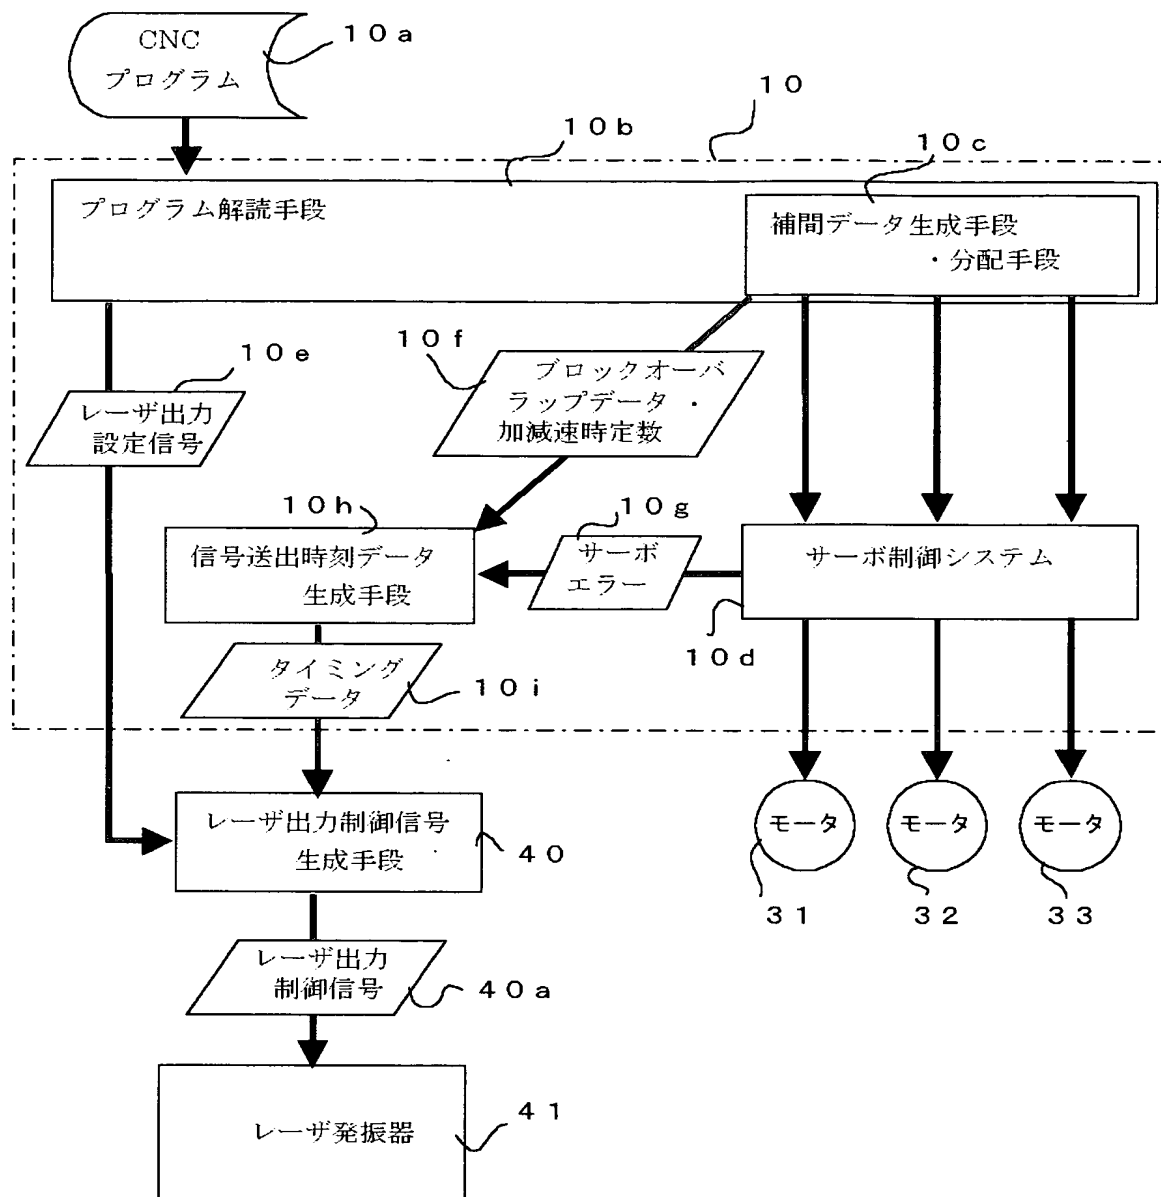 CNC
プログラム
１０ａ
１０
１０ｂ
１０ｃ
プログラム解読手段
補間データ生成手段
・分配手段
１０ｅ
レーザ出力
設定信号
１０ｆ
ブロックオーバ
ラップデータ・
加減速時定数
１０ｈ
信号送出時刻データ
生成手段
１０ｇ
サーボ
エラー
サーボ制御システム
１０ｄ
タイミング
データ
１０ｉ
レーザ出力制御信号
生成手段
４０
モータ
モータ
モータ
３１
３２
３３
レーザ出力
制御信号
４０ａ
レーザ発振器
４１